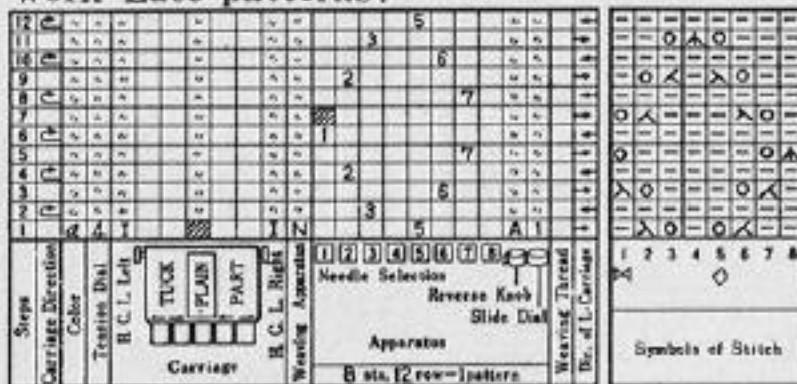 12 5
11 3
10 6
9 2
8 7
7
6 1
5 7
4 2
3 6
2 3
1 a 4 I I N 5 A 1
Steps
Carriage Direction
Color
Tension Dial
H. C. L. Left
TUCK
PLAIN
PART
Carriage
H. C. L. Right
Weaving Apparatus
1 2 3 4 5 6 7 8
Needle Selection
Reverse Knob
Slide Dial
Apparatus
8 sts, 12 row=1pattern
Weaving Thread
Dir. of L-Carriage
1 2 3 4 5 6 7 8
Symbols of Stitch